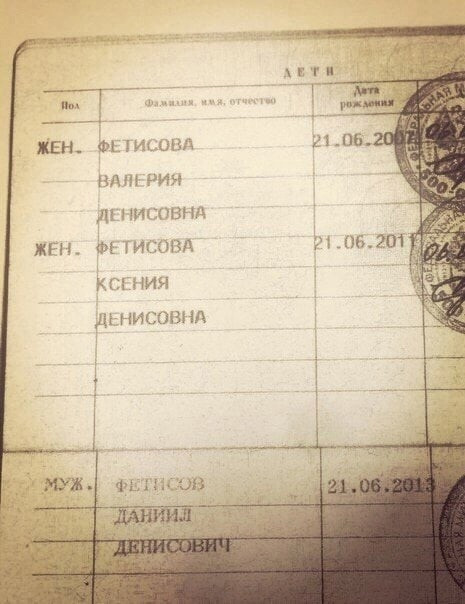 ДЕТИ
Пол Фамилия, имя, отчество Дата рождения
ЖЕН. ФЕТИСОВА 21.06.2007
ВАЛЕРИЯ
ДЕНИСОВНА
ЖЕН. ФЕТИСОВА 21.06.2011
КСЕНИЯ
ДЕНИСОВНА
МУЖ. ФЕТИСОВ 21.06.2013
ДАНИИЛ
ДЕНИСОВИЧ